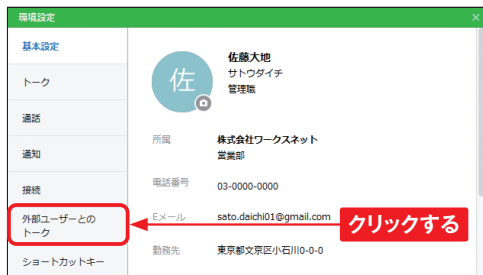 環境設定
基本設定
トーク
通話
通知
接続
外部ユーザーとの
トーク
ショートカットキー
佐
佐藤大地
サトウダイチ
管理職
所属 株式会社ワークスネット
営業部
電話番号 03-0000-0000
Eメール sato.daichi01@gmail.com
勤務先 東京都文京区小石川0-0-0
クリックする